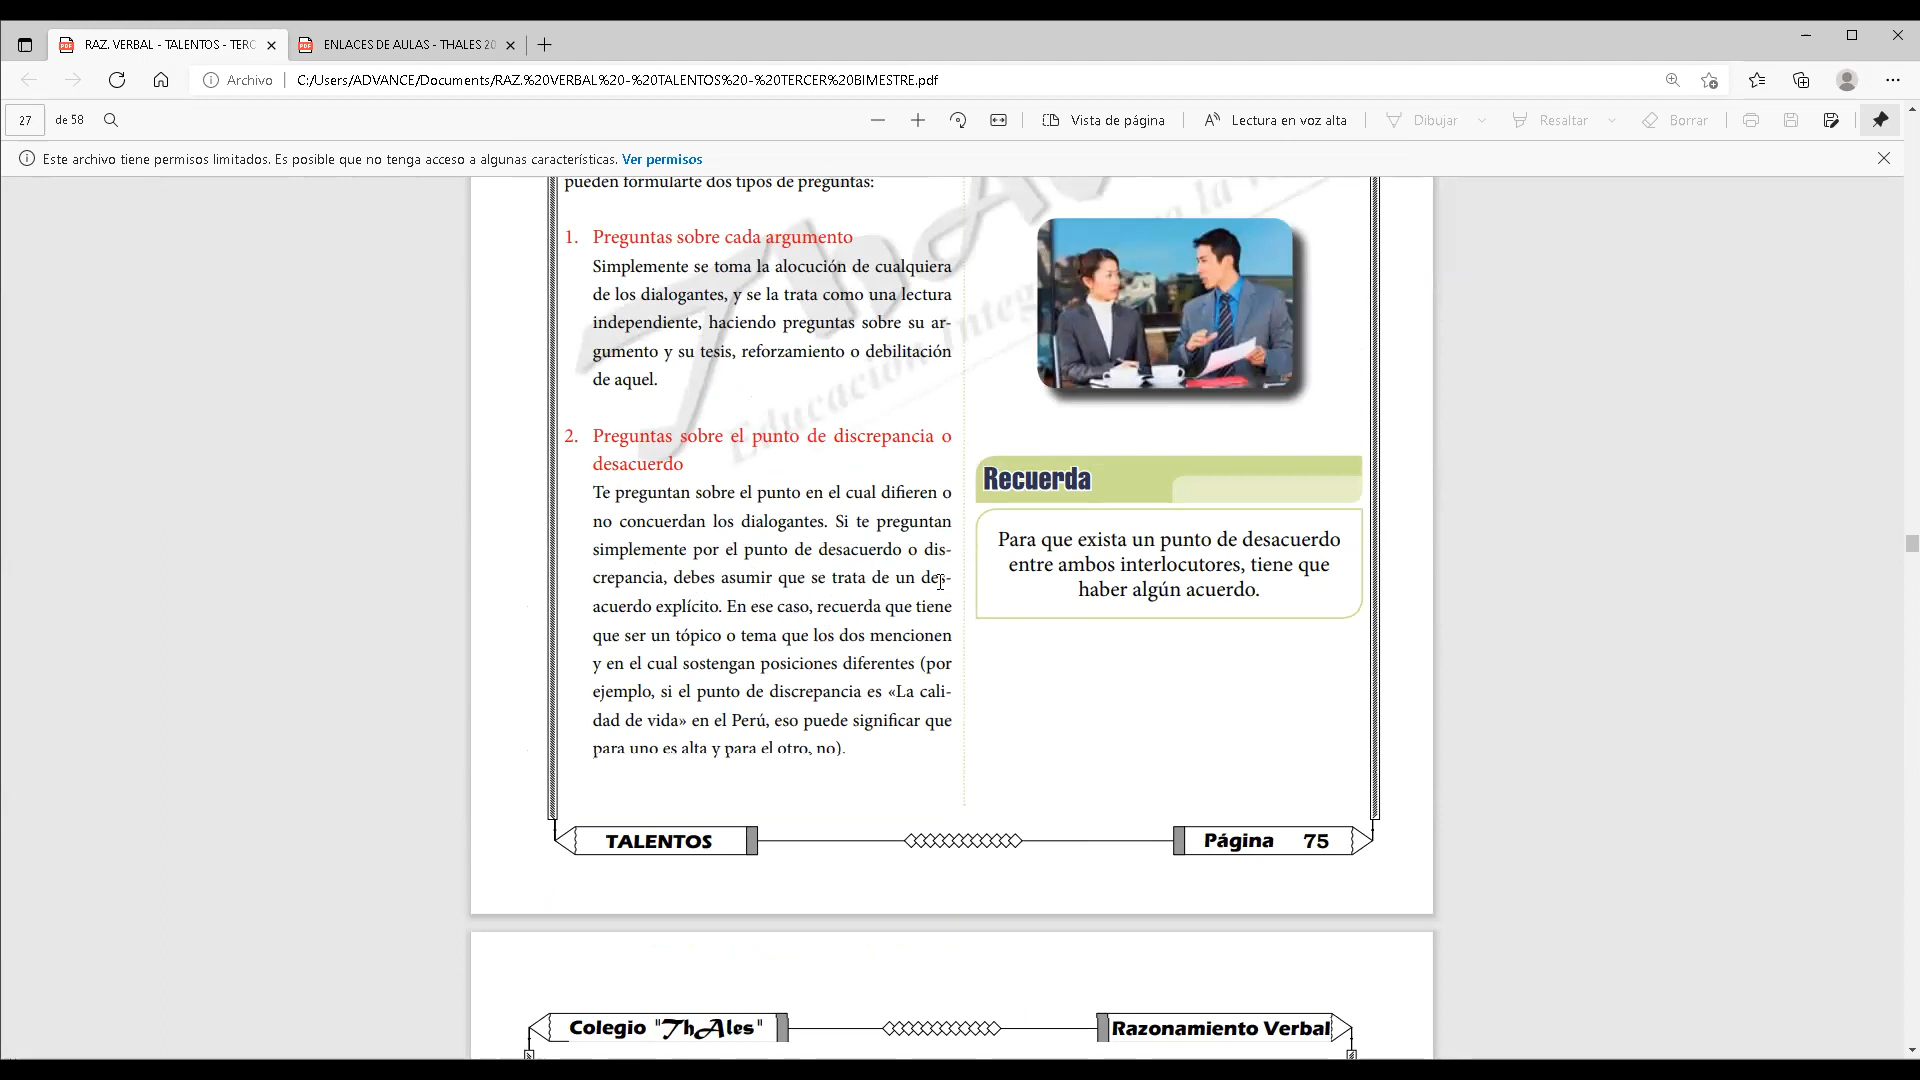 RAZ. VERBAL - TALENTOS - TERC
ENLACES DE AULAS - THALES 20
Archivo
C:/Users/ADVANCE/Documents/RAZ.%20VERBAL%20-%20TALENTOS%20-%20TERCER%20BIMESTRE.pdf
27 de 58
Vista de página
Lectura en voz alta
Dibujar
Resaltar
Borrar
Este archivo tiene permisos limitados. Es posible que no tenga acceso a algunas características. Ver permisos
pueden formularte dos tipos de preguntas:
1. Preguntas sobre cada argumento
Simplemente se toma la alocución de cualquiera
de los dialogantes, y se la trata como una lectura
independiente, haciendo preguntas sobre su ar-
gumento y su tesis, reforzamiento o debilitación
de aquel.
2. Preguntas sobre el punto de discrepancia o
desacuerdo
Te preguntan sobre el punto en el cual difieren o
no concuerdan los dialogantes. Si te preguntan
simplemente por el punto de desacuerdo o dis-
crepancia, debes asumir que se trata de un des-
acuerdo explícito. En ese caso, recuerda que tiene
que ser un tópico o tema que los dos mencionen
y en el cual sostengan posiciones diferentes (por
ejemplo, si el punto de discrepancia es «La cali-
dad de vida» en el Perú, eso puede significar que
para uno es alta y para el otro, no).
Recuerda
Para que exista un punto de desacuerdo
entre ambos interlocutores, tiene que
haber algún acuerdo.
TALENTOS
Página 75
Colegio "ThAles"
Razonamiento Verbal